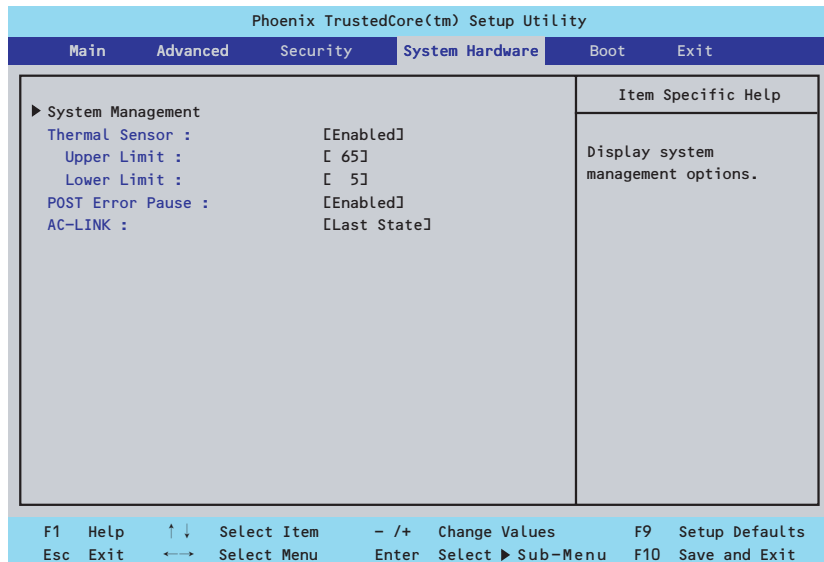 Phoenix TrustedCore(tm) Setup Utility
Main Advanced Security System Hardware Boot Exit
▶ System Management
Thermal Sensor : [Enabled]
Upper Limit : [ 65]
Lower Limit : [ 5]
POST Error Pause : [Enabled]
AC-LINK : [Last State]
Item Specific Help
Display system
management options.
F1 Help ↑↓ Select Item - /+ Change Values F9 Setup Defaults
Esc Exit ←→ Select Menu Enter Select ▶ Sub-Menu F10 Save and Exit